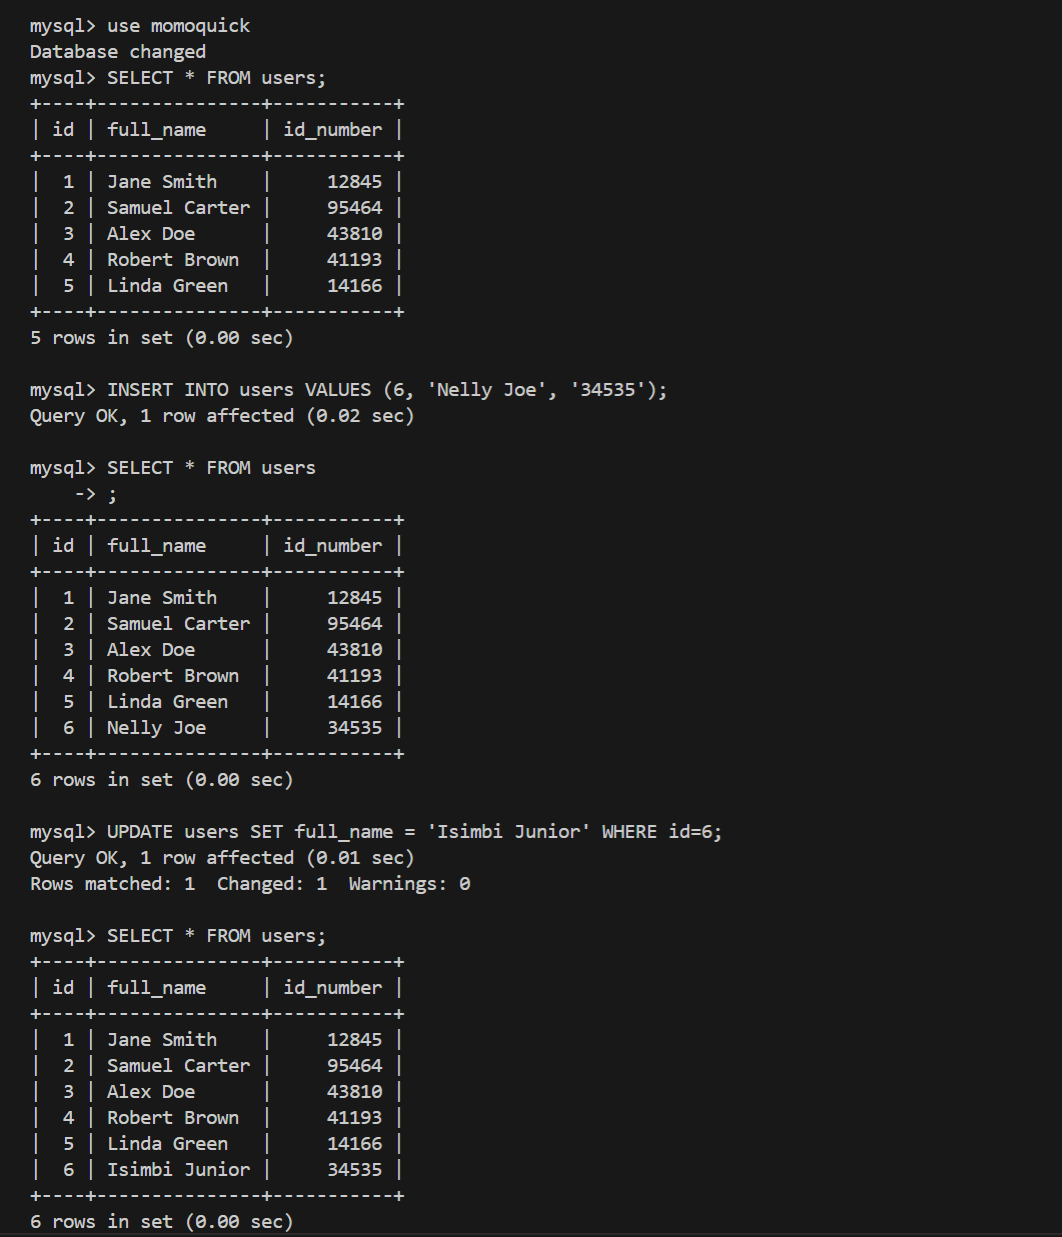 mysql> use momoquick
Database changed
mysql> SELECT * FROM users;
+----+---------------+-----------+
| id | full_name     | id_number |
+----+---------------+-----------+
|  1 | Jane Smith    |     12845 |
|  2 | Samuel Carter |     95464 |
|  3 | Alex Doe      |     43810 |
|  4 | Robert Brown  |     41193 |
|  5 | Linda Green   |     14166 |
+----+---------------+-----------+
5 rows in set (0.00 sec)

mysql> INSERT INTO users VALUES (6, 'Nelly Joe', '34535');
Query OK, 1 row affected (0.02 sec)

mysql> SELECT * FROM users
    -> ;
+----+---------------+-----------+
| id | full_name     | id_number |
+----+---------------+-----------+
|  1 | Jane Smith    |     12845 |
|  2 | Samuel Carter |     95464 |
|  3 | Alex Doe      |     43810 |
|  4 | Robert Brown  |     41193 |
|  5 | Linda Green   |     14166 |
|  6 | Nelly Joe     |     34535 |
+----+---------------+-----------+
6 rows in set (0.00 sec)

mysql> UPDATE users SET full_name = 'Isimbi Junior' WHERE id=6;
Query OK, 1 row affected (0.01 sec)
Rows matched: 1  Changed: 1  Warnings: 0

mysql> SELECT * FROM users;
+----+---------------+-----------+
| id | full_name     | id_number |
+----+---------------+-----------+
|  1 | Jane Smith    |     12845 |
|  2 | Samuel Carter |     95464 |
|  3 | Alex Doe      |     43810 |
|  4 | Robert Brown  |     41193 |
|  5 | Linda Green   |     14166 |
|  6 | Isimbi Junior |     34535 |
+----+---------------+-----------+
6 rows in set (0.00 sec)